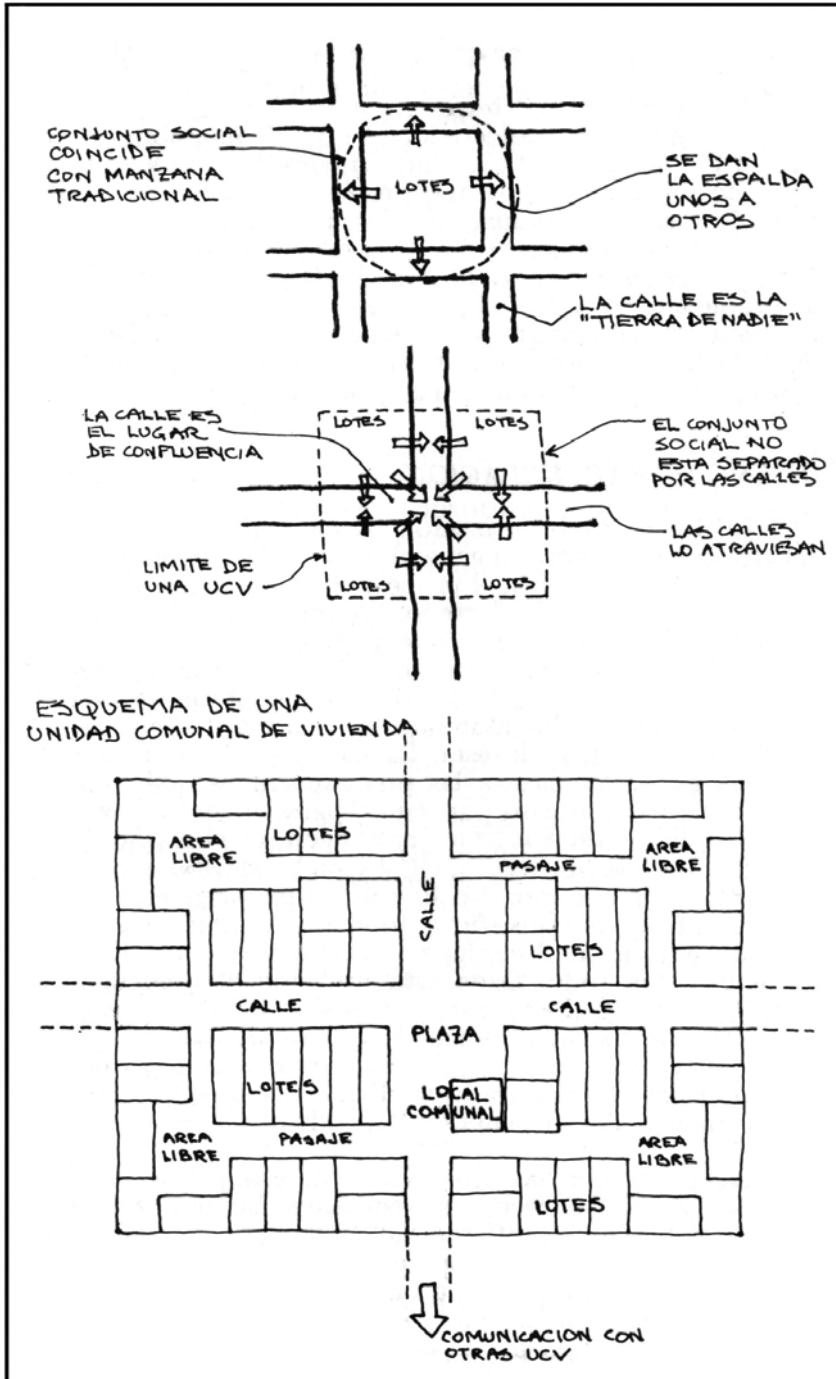 CONJUNTO SOCIAL
COINCIDE
CON MANZANA
TRADICIONAL
LOTES
SE DAN
LA ESPALDA
UNOS A
OTROS
LA CALLE ES LA
"TIERRA DE NADIE"
LA CALLE ES
EL LUGAR
DE CONFLUENCIA
LOTES
LOTES
EL CONJUNTO
SOCIAL NO
ESTA SEPARADO
POR LAS CALLES
LAS CALLES
LO ATRAVIESAN
LIMITE DE
UNA UCV
LOTES
LOTES
ESQUEMA DE UNA
UNIDAD COMUNAL DE VIVIENDA
AREA
LIBRE
LOTES
CALLE
PASAJE
AREA
LIBRE
LOTES
CALLE
CALLE
PLAZA
LOTES
LOCAL
COMUNAL
AREA
LIBRE
PASAJE
AREA
LIBRE
LOTES
COMUNICACION CON
OTRAS UCV